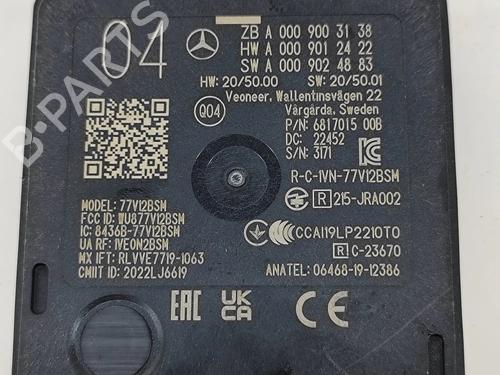 04
ZB A 000 900 31 38
HW A 000 901 24 22
SW A 000 902 48 83
HW: 20/50.00 SW: 20/50.01
Veoneer, Wallentinsvägen 22
Vårgårda, Sweden
Q04
P/N: 6817015 00B
DC: 22452
S/N: 3171
R-C-1VN-77V12BSM
R 215-JRA002
MODEL: 77V12BSM
FCC ID: WU877V12BSM
IC: 8436B-77V12BSM
UA RF: 1VEON2BSM
MX IFT: RLVVE7719-1063
CMIIT ID: 2022LJ6619
CCAI19LP2210T0
R C-23670
ANATEL: 06468-19-12386
EAC UK CA CE
B-PARTS